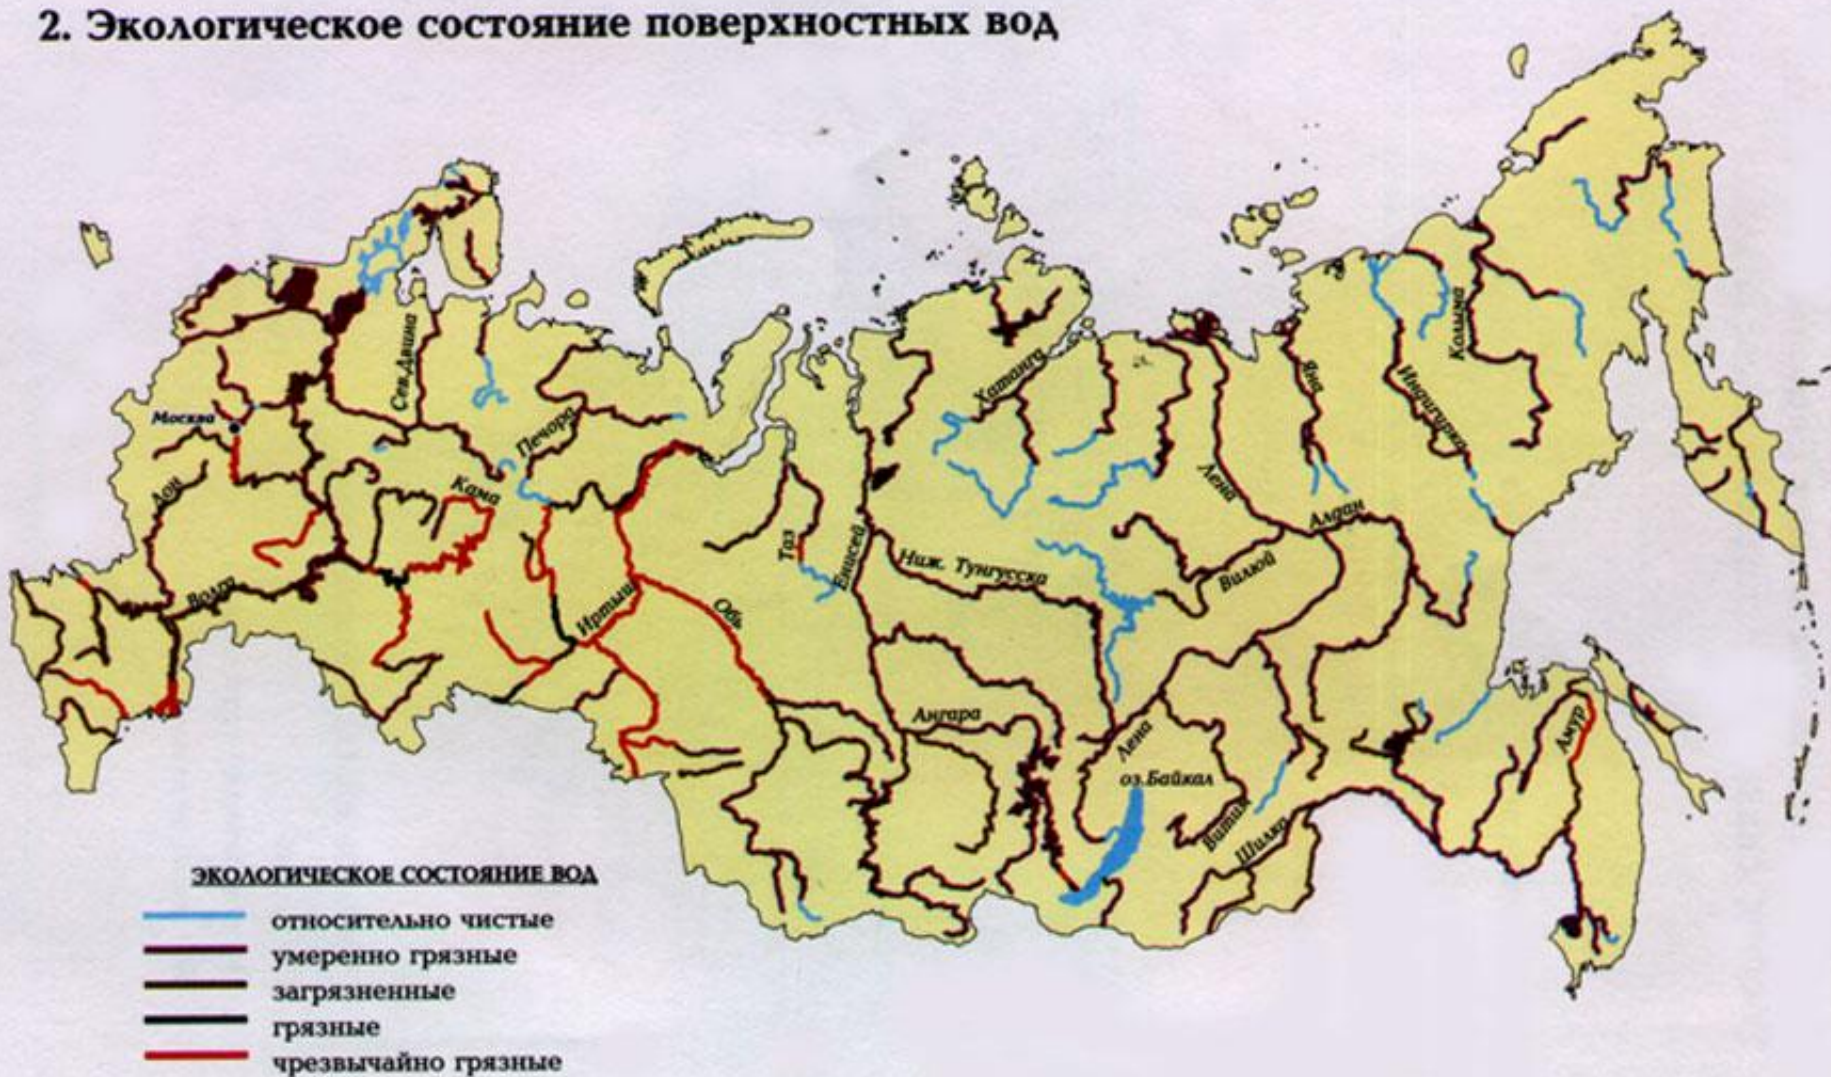 2. Экологическое состояние поверхностных вод
Москва
Сев.Двина
Печора
Дон
Кама
Волга
Иртыш
Обь
Таз
Енисей
Ниж. Тунгусска
Ангара
Хатанга
Лена
Вилюй
Алдан
Яна
Индигирка
Колыма
Лена
оз.Байкал
Витим
Шилка
Амур
ЭКОЛОГИЧЕСКОЕ СОСТОЯНИЕ ВОД
относительно чистые
умеренно грязные
загрязненные
грязные
чрезвычайно грязные